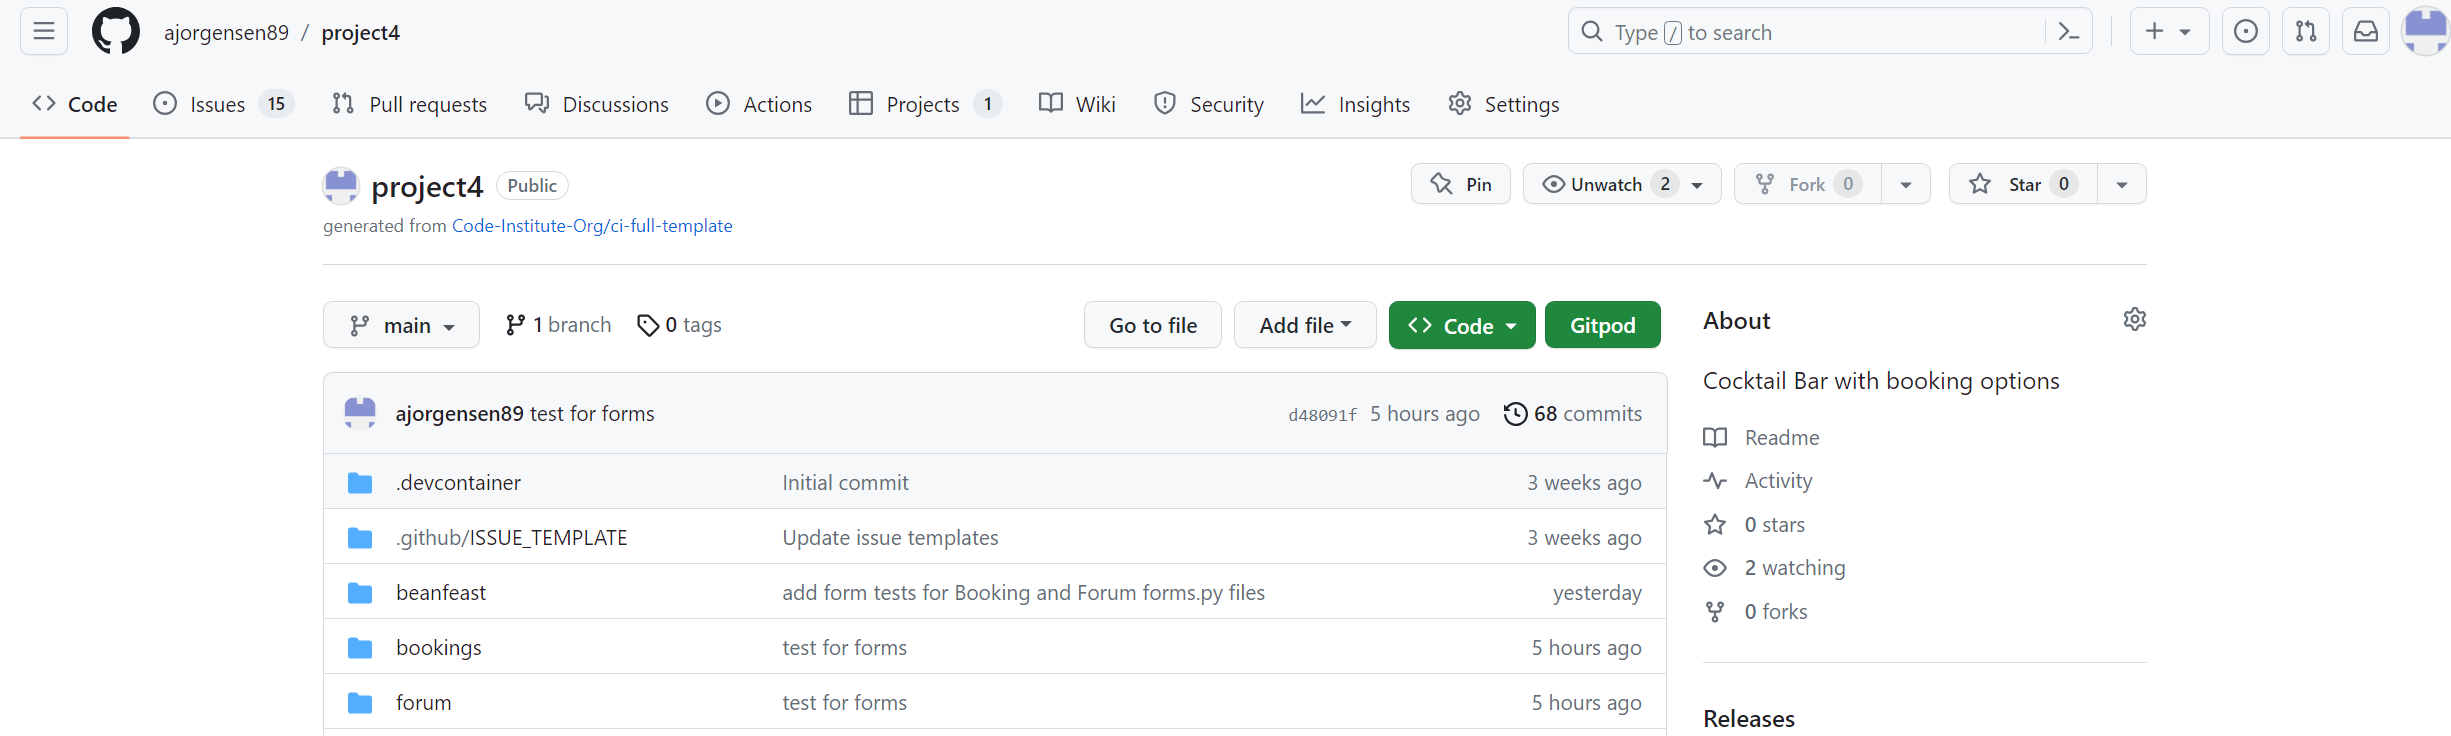 ajorgensen89 / project4
Type / to search
Code Issues 15 Pull requests Discussions Actions Projects 1 Wiki Security Insights Settings
project4 Public
Pin Unwatch 2 Fork 0 Star 0
generated from Code-Institute-Org/ci-full-template
main 1 branch 0 tags Go to file Add file Code Gitpod
ajorgensen89 test for forms d48091f 5 hours ago 68 commits
.devcontainer Initial commit 3 weeks ago
.github/ISSUE_TEMPLATE Update issue templates 3 weeks ago
beanfeast add form tests for Booking and Forum forms.py files yesterday
bookings test for forms 5 hours ago
forum test for forms 5 hours ago
About
Cocktail Bar with booking options
Readme
Activity
0 stars
2 watching
0 forks
Releases